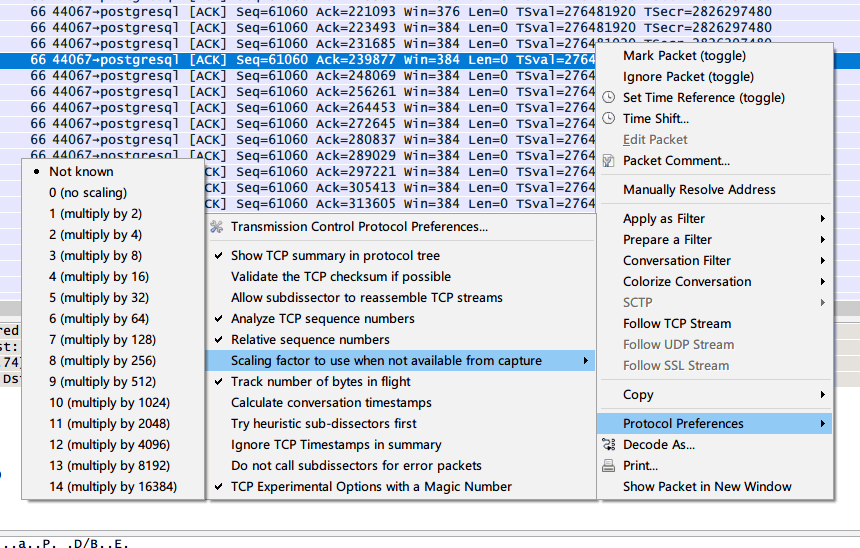 66 44067→postgresql [ACK] Seq=61060 Ack=221093 Win=376 Len=0 TSval=276481920 TSecr=2826297480
66 44067→postgresql [ACK] Seq=61060 Ack=223493 Win=384 Len=0 TSval=276481920 TSecr=2826297480
66 44067→postgresql [ACK] Seq=61060 Ack=231685 Win=384 Len=0 TSval=276481920 TSecr=2826297480
66 44067→postgresql [ACK] Seq=61060 Ack=239877 Win=384 Len=0 TSval=2764
66 44067→postgresql [ACK] Seq=61060 Ack=248069 Win=384 Len=0 TSval=2764
66 44067→postgresql [ACK] Seq=61060 Ack=256261 Win=384 Len=0 TSval=2764
66 44067→postgresql [ACK] Seq=61060 Ack=264453 Win=384 Len=0 TSval=2764
66 44067→postgresql [ACK] Seq=61060 Ack=272645 Win=384 Len=0 TSval=2764
66 44067→postgresql [ACK] Seq=61060 Ack=280837 Win=384 Len=0 TSval=2764
66 44067→postgresql [ACK] Seq=61060 Ack=289029 Win=384 Len=0 TSval=2764
[ACK] Seq=61060 Ack=297221 Win=384 Len=0 TSval=2764
[ACK] Seq=61060 Ack=305413 Win=384 Len=0 TSval=2764
[ACK] Seq=61060 Ack=313605 Win=384 Len=0 TSval=2764
Mark Packet (toggle)
Ignore Packet (toggle)
Set Time Reference (toggle)
Time Shift...
Edit Packet
Packet Comment...
Manually Resolve Address
Apply as Filter
Prepare a Filter
Conversation Filter
Colorize Conversation
SCTP
Follow TCP Stream
Follow UDP Stream
Follow SSL Stream
Copy
Protocol Preferences
Decode As...
Print...
Show Packet in New Window
Transmission Control Protocol Preferences...
Show TCP summary in protocol tree
Validate the TCP checksum if possible
Allow subdissector to reassemble TCP streams
Analyze TCP sequence numbers
Relative sequence numbers
Scaling factor to use when not available from capture
Track number of bytes in flight
Calculate conversation timestamps
Try heuristic sub-dissectors first
Ignore TCP Timestamps in summary
Do not call subdissectors for error packets
TCP Experimental Options with a Magic Number
Not known
0 (no scaling)
1 (multiply by 2)
2 (multiply by 4)
3 (multiply by 8)
4 (multiply by 16)
5 (multiply by 32)
6 (multiply by 64)
7 (multiply by 128)
8 (multiply by 256)
9 (multiply by 512)
10 (multiply by 1024)
11 (multiply by 2048)
12 (multiply by 4096)
13 (multiply by 8192)
14 (multiply by 16384)
red
st:
.74)
Ds
..a..P. .D/B..E.